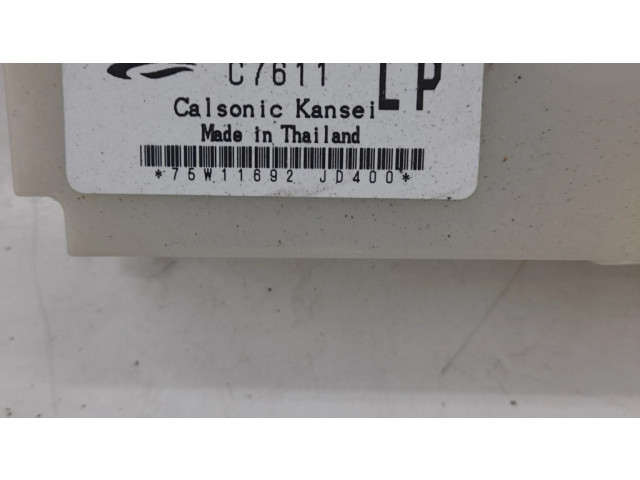 C7611 LP
Calsonic Kansei
Made in Thailand
*75W11692 JD400*